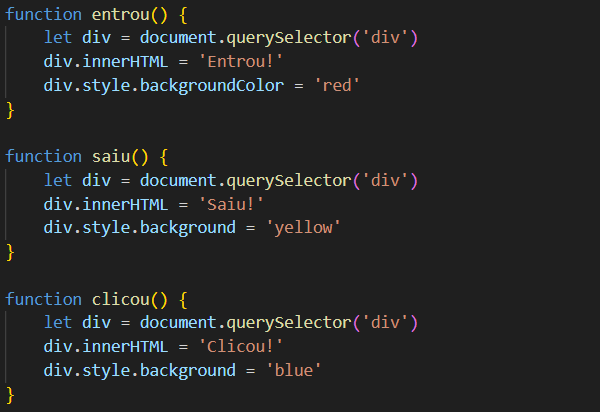 function entrou() {
    let div = document.querySelector('div')
    div.innerHTML = 'Entrou!'
    div.style.backgroundColor = 'red'
}

function saiu() {
    let div = document.querySelector('div')
    div.innerHTML = 'Saiu!'
    div.style.background = 'yellow'
}

function clicou() {
    let div = document.querySelector('div')
    div.innerHTML = 'Clicou!'
    div.style.background = 'blue'
}